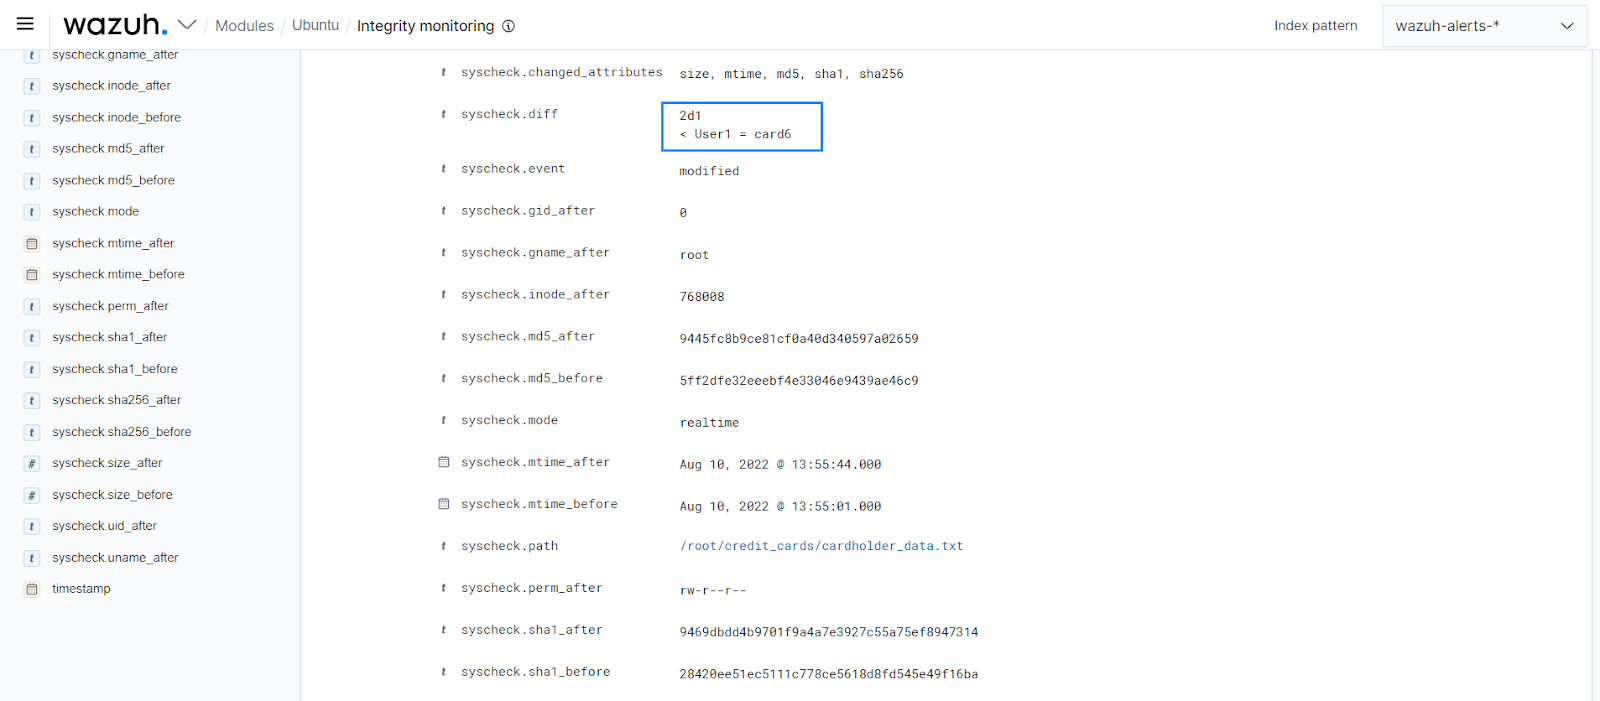 wazuh. / Modules / Ubuntu / Integrity monitoring
Index pattern
wazuh-alerts-*
t syscheck.gname_after
t syscheck.inode_after
t syscheck.inode_before
t syscheck.md5_after
t syscheck.md5_before
t syscheck.mode
syscheck.mtime_after
syscheck.mtime_before
t syscheck.perm_after
t syscheck.sha1_after
t syscheck.sha1_before
t syscheck.sha256_after
t syscheck.sha256_before
# syscheck.size_after
# syscheck.size_before
t syscheck.uid_after
t syscheck.uname_after
timestamp
t syscheck.changed_attributes size, mtime, md5, sha1, sha256
t syscheck.diff 2d1
< User1 = card6
t syscheck.event modified
t syscheck.gid_after 0
t syscheck.gname_after root
t syscheck.inode_after 768008
t syscheck.md5_after 9445fc8b9ce81cf0a40d340597a02659
t syscheck.md5_before 5ff2dfe32eeebf4e33046e9439ae46c9
t syscheck.mode realtime
syscheck.mtime_after Aug 10, 2022 @ 13:55:44.000
syscheck.mtime_before Aug 10, 2022 @ 13:55:01.000
t syscheck.path /root/credit_cards/cardholder_data.txt
t syscheck.perm_after rw-r--r--
t syscheck.sha1_after 9469dbdd4b9701f9a4a7e3927c55a75ef8947314
t syscheck.sha1_before 28420ee51ec5111c778ce5618d8fd545e49f16ba